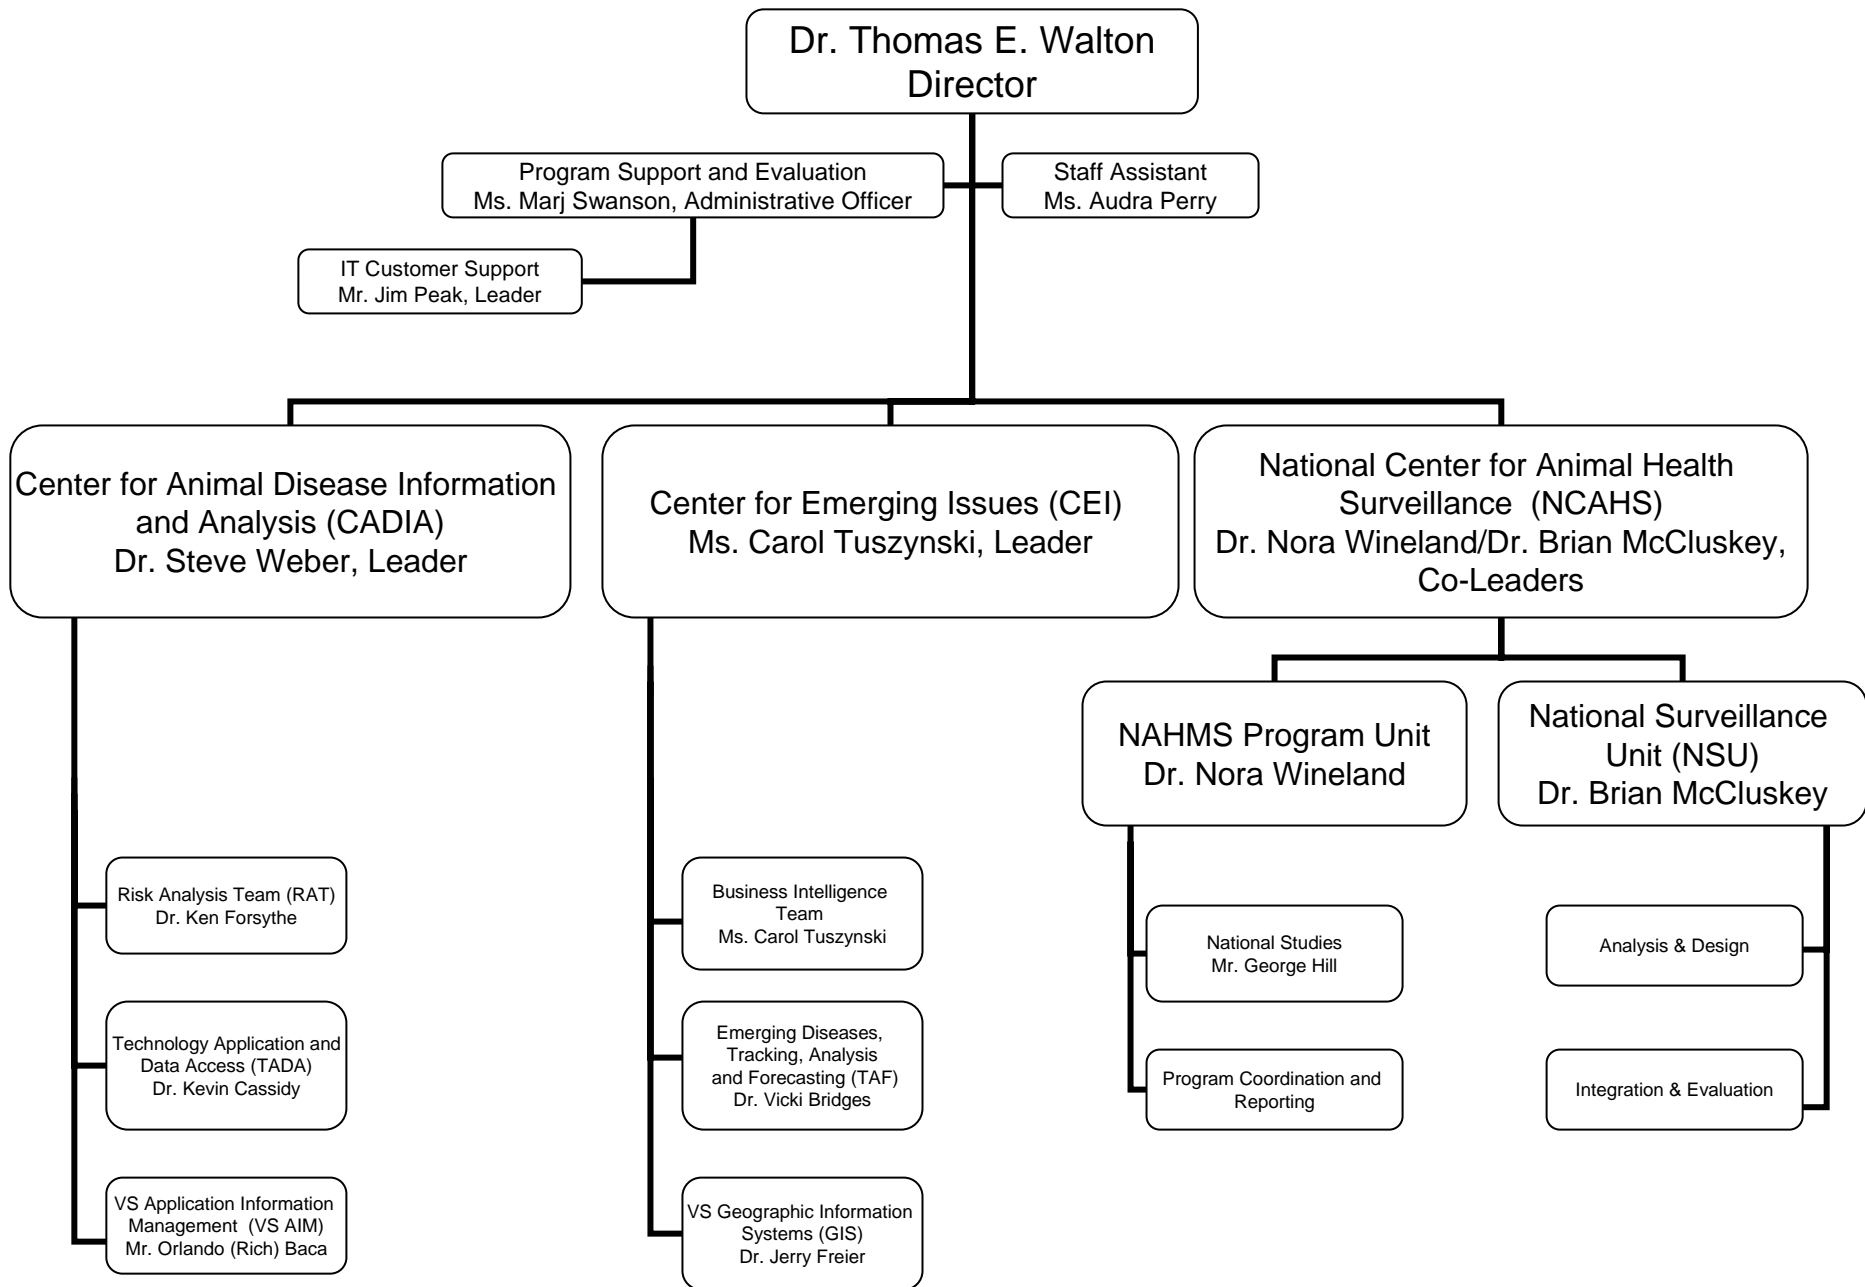 Dr. Thomas E. Walton
Director
Program Support and Evaluation
Ms. Marj Swanson, Administrative Officer
Staff Assistant
Ms. Audra Perry
IT Customer Support
Mr. Jim Peak, Leader
Center for Animal Disease Information
and Analysis (CADIA)
Dr. Steve Weber, Leader
Center for Emerging Issues (CEI)
Ms. Carol Tuszynski, Leader
National Center for Animal Health
Surveillance (NCAHS)
Dr. Nora Wineland/Dr. Brian McCluskey,
Co-Leaders
NAHMS Program Unit
Dr. Nora Wineland
National Surveillance
Unit (NSU)
Dr. Brian McCluskey
Risk Analysis Team (RAT)
Dr. Ken Forsythe
Technology Application and
Data Access (TADA)
Dr. Kevin Cassidy
VS Application Information
Management (VS AIM)
Mr. Orlando (Rich) Baca
Business Intelligence
Team
Ms. Carol Tuszynski
Emerging Diseases,
Tracking, Analysis
and Forecasting (TAF)
Dr. Vicki Bridges
VS Geographic Information
Systems (GIS)
Dr. Jerry Freier
National Studies
Mr. George Hill
Program Coordination and
Reporting
Analysis & Design
Integration & Evaluation